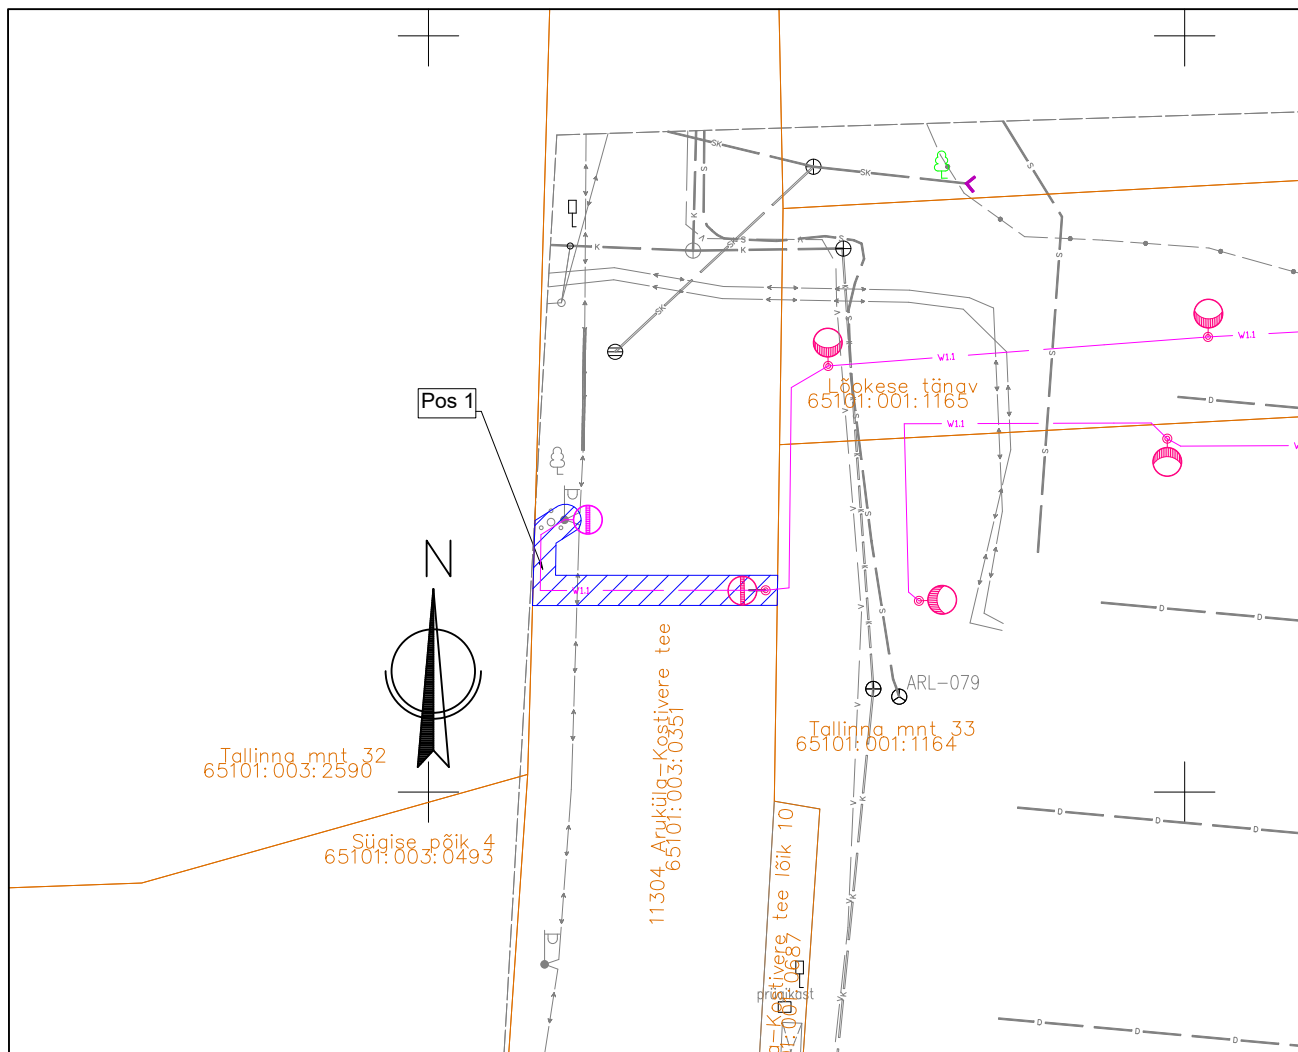 SK
SK
S
K
V
S
K
S
K
K
SK
SK
S
K
V
S
S
W1.1
W1.1
Lõokese tänav
65101:001:1165
Pos 1
D
W1.1
V
S
K
S
K
V
S
N
W1.1
V
K
S
D
D
ARL-079
Tallinna mnt 33
65101:001:1164
11304 Aruküla-Kostivere tee
65101:003:0351
Tallinna mnt 32
65101:003:2590
V
K
D
D
D
Sügise põik 4
65101:003:0493
a-Kostivere tee lõik 10
prügikast
D
D
D